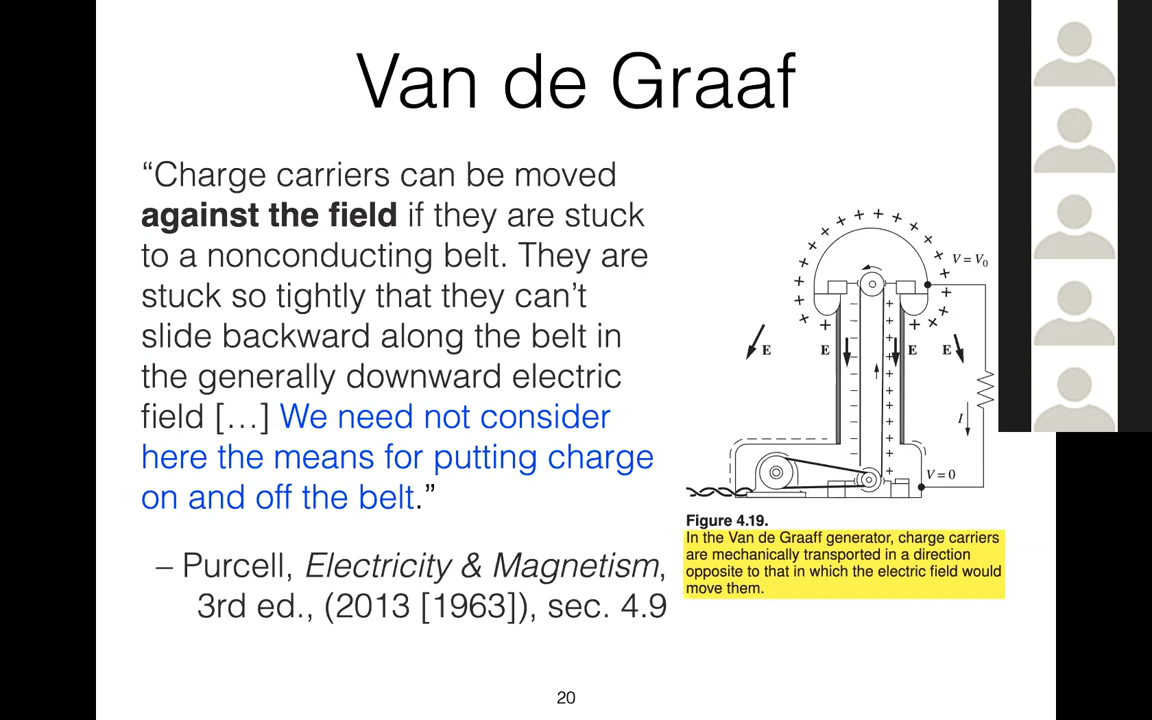 Van de Graaf
“Charge carriers can be moved
against the field if they are stuck
to a nonconducting belt. They are
stuck so tightly that they can’t
slide backward along the belt in
the generally downward electric
field […] We need not consider
here the means for putting charge
on and off the belt.”
– Purcell, Electricity & Magnetism,
3rd ed., (2013 [1963]), sec. 4.9
V = V0
E
E
E
E
I
V = 0
Figure 4.19.
In the Van de Graaff generator, charge carriers
are mechanically transported in a direction
opposite to that in which the electric field would
move them.
20